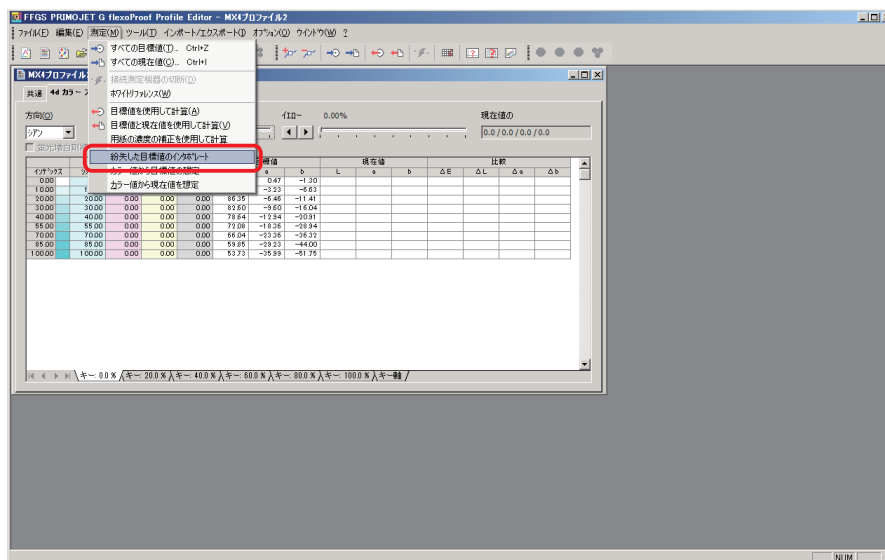 FFGS PRIMOJET G flexoProof Profile Editor - MX4プロファイル2
ファイル(F) 編集(E) 測定(M) ツール(T) インポート/エクスポート(I) オプション(O) ウィンドウ(W) ?
すべての目標値(T)... Ctrl+Z
すべての現在値(C)... Ctrl+I
接続測定機器の切断(D)
ホワイトリファレンス(W)
目標値を使用して計算(A)
目標値と現在値を使用して計算(V)
用紙の濃度の補正を使用して計算
紛失した目標値のインタポレート
カラー値から目標値の想定
カラー値から現在値を想定
MX4プロファイル
共通 4d カラー
方向(O) イエロー 0.00% 現在値の
シアン 0.0 / 0.0 / 0.0 / 0.0
標値 現在値 比較
インデックス a b L a b ΔE ΔL Δa Δb
0.00 0.47 -1.30
10.00 -3.23 -6.63
20.00 20.00 0.00 0.00 0.00 86.35 -6.46 -11.41
30.00 30.00 0.00 0.00 0.00 82.60 -9.60 -16.04
40.00 40.00 0.00 0.00 0.00 78.64 -12.94 -20.91
55.00 55.00 0.00 0.00 0.00 72.08 -18.36 -28.94
70.00 70.00 0.00 0.00 0.00 66.04 -23.36 -36.32
85.00 85.00 0.00 0.00 0.00 59.85 -29.23 -44.00
100.00 100.00 0.00 0.00 0.00 53.73 -35.99 -51.75
キー: 0.0 % キー: 20.0 % キー: 40.0 % キー: 60.0 % キー: 80.0 % キー: 100.0 % キー軸
NUM